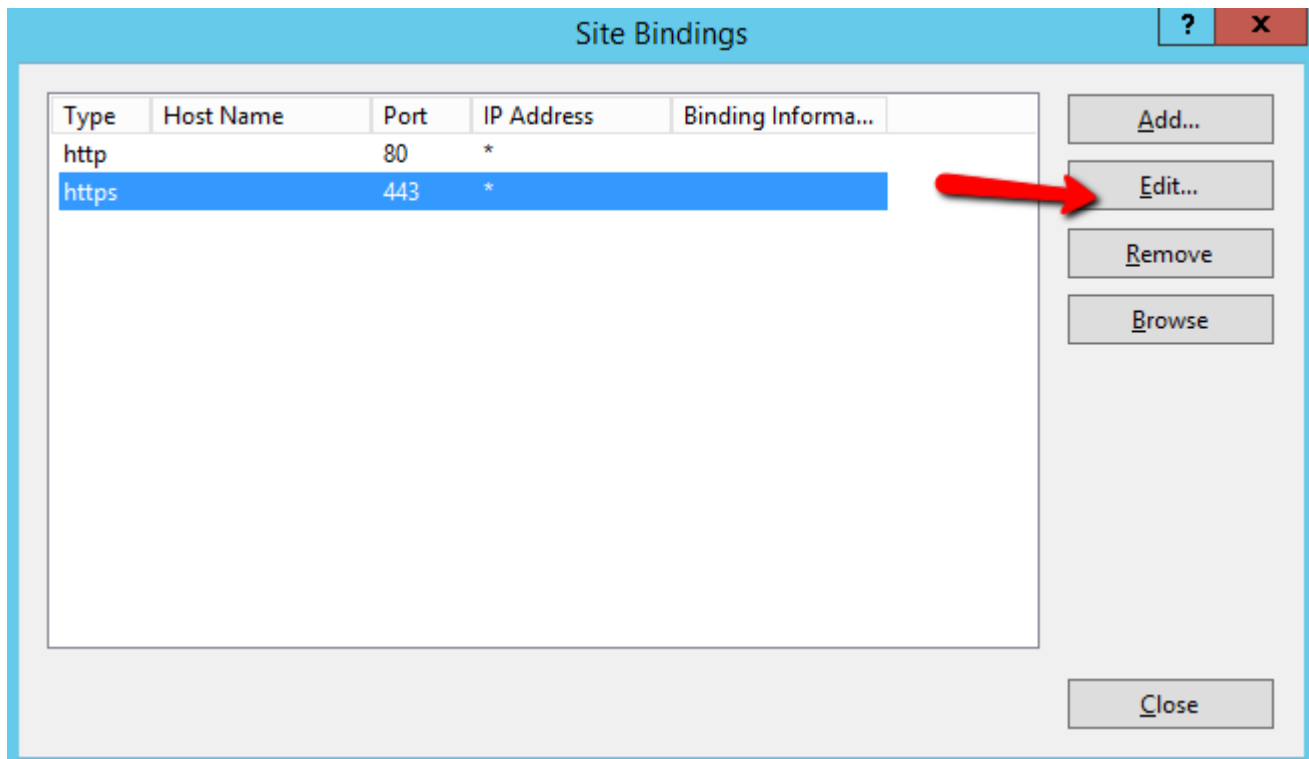 Site Bindings
? x
Type Host Name Port IP Address Binding Informa...
http 80 *
https 443 *
Add...
Edit...
Remove
Browse
Close